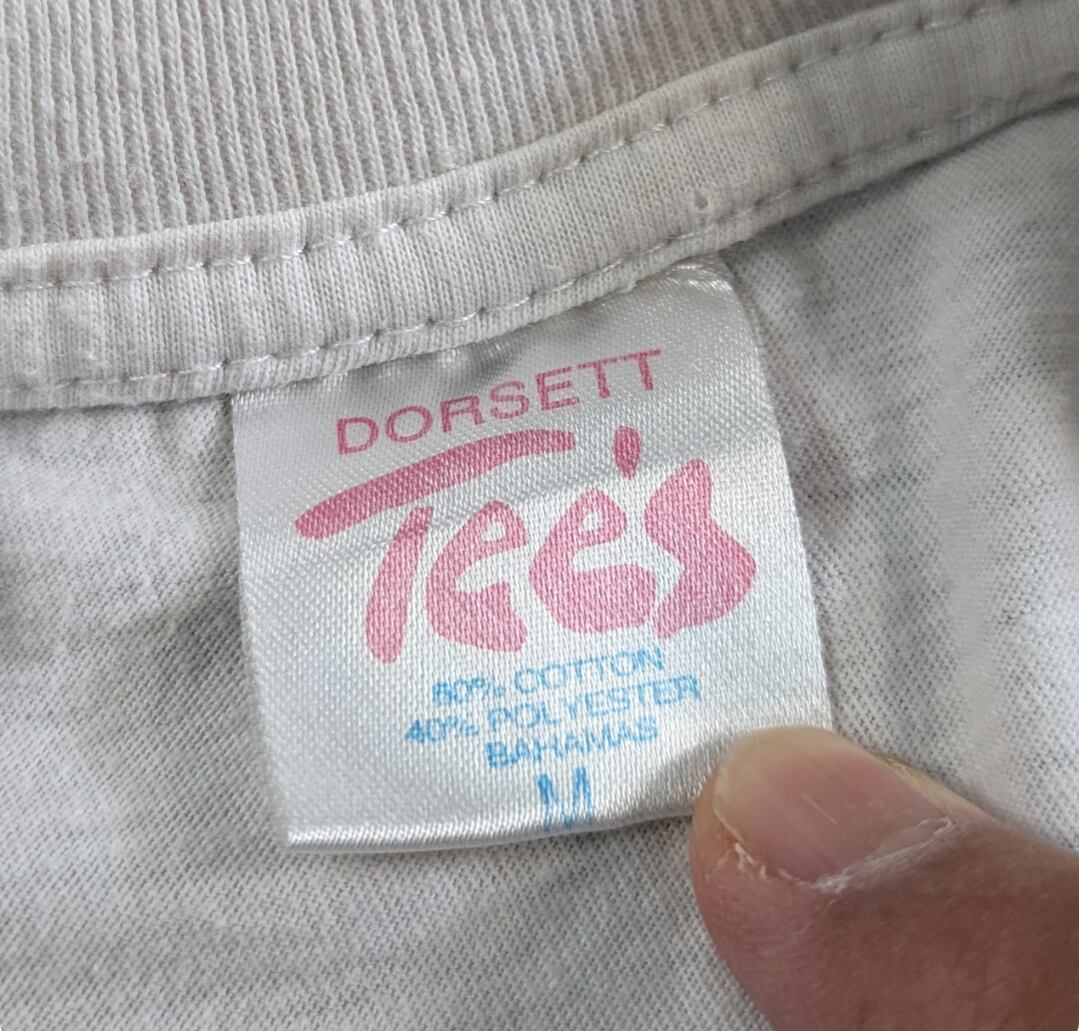 DORSETT
Tee's
60% COTTON
40% POLYESTER
BAHAMAS
M